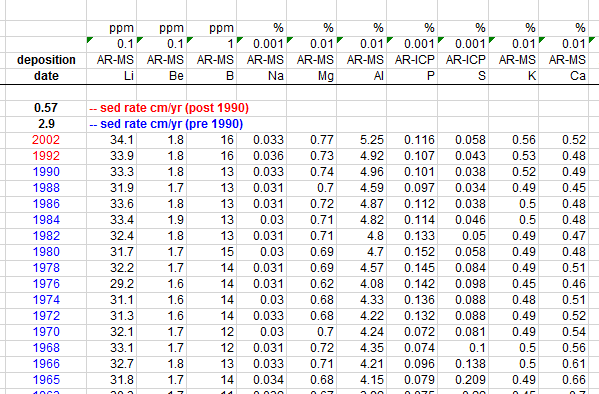 ppm ppm ppm % % % % % % %
0.1 0.1 1 0.001 0.01 0.01 0.001 0.001 0.01 0.01
deposition AR-MS AR-MS AR-MS AR-MS AR-MS AR-MS AR-ICP AR-ICP AR-MS AR-MS
date Li Be B Na Mg Al P S K Ca
0.57 -- sed rate cm/yr (post 1990)
2.9 -- sed rate cm/yr (pre 1990)
2002 34.1 1.8 16 0.033 0.77 5.25 0.116 0.058 0.56 0.52
1992 33.9 1.8 16 0.036 0.73 4.92 0.107 0.043 0.53 0.48
1990 33.3 1.8 13 0.033 0.74 4.96 0.101 0.038 0.52 0.49
1988 31.9 1.7 13 0.031 0.7 4.59 0.097 0.034 0.49 0.45
1986 33.6 1.8 13 0.031 0.72 4.87 0.112 0.038 0.5 0.48
1984 33.4 1.9 13 0.03 0.71 4.82 0.114 0.046 0.5 0.48
1982 32.4 1.8 13 0.031 0.71 4.8 0.133 0.05 0.49 0.47
1980 31.7 1.7 15 0.03 0.69 4.7 0.152 0.058 0.49 0.48
1978 32.2 1.7 14 0.031 0.69 4.57 0.145 0.084 0.49 0.51
1976 29.2 1.6 14 0.031 0.62 4.08 0.142 0.098 0.45 0.46
1974 31.1 1.6 14 0.03 0.68 4.33 0.136 0.088 0.48 0.51
1972 31.3 1.6 14 0.033 0.68 4.22 0.132 0.088 0.49 0.52
1970 32.1 1.7 12 0.03 0.7 4.24 0.072 0.081 0.49 0.54
1968 33.1 1.7 12 0.031 0.72 4.35 0.074 0.1 0.5 0.56
1966 32.7 1.8 13 0.033 0.71 4.21 0.096 0.138 0.5 0.61
1965 31.8 1.7 14 0.034 0.68 4.15 0.079 0.209 0.49 0.66